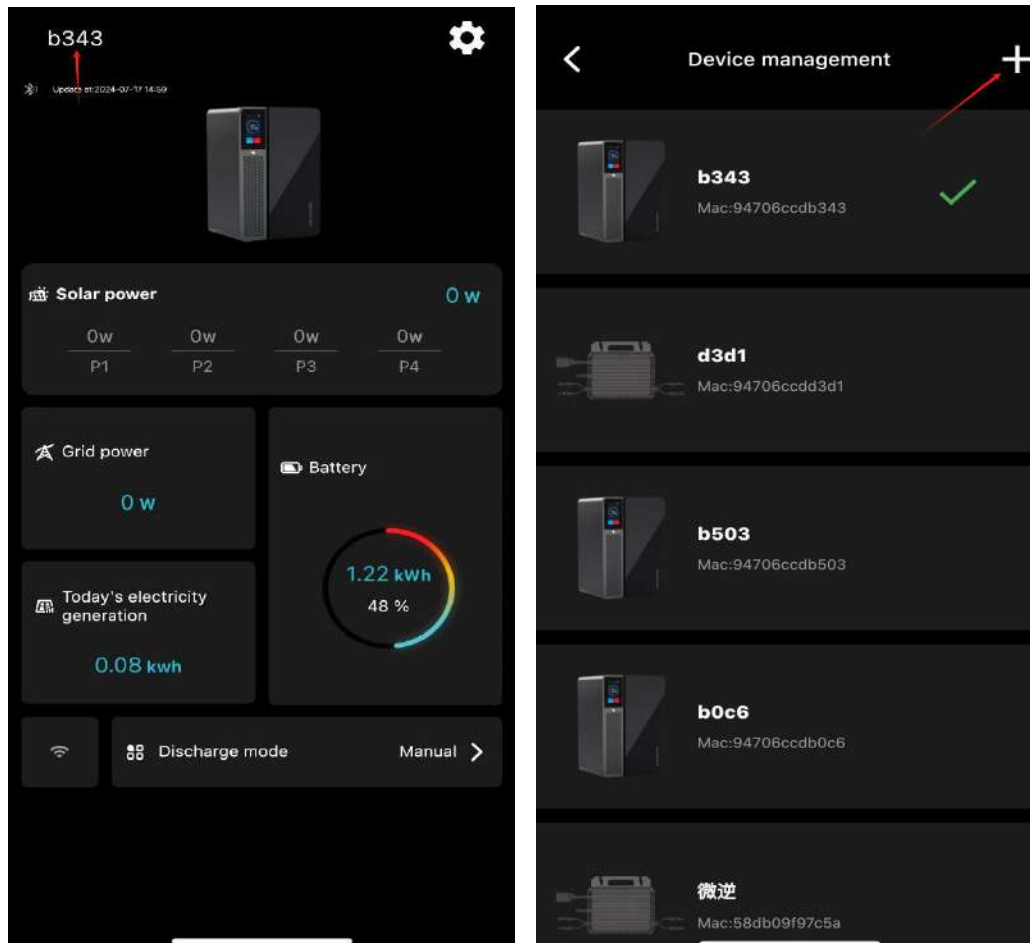 b343
Update at:2024-07-17 14:59
Solar power
0 w
0w
0w
0w
0w
P1
P2
P3
P4
Grid power
0 w
Battery
1.22 kWh
48 %
Today's electricity
generation
0.08 kwh
Discharge mode
Manual
Device management
b343
Mac:94706ccdb343
d3d1
Mac:94706ccdd3d1
b503
Mac:94706ccdb503
b0c6
Mac:94706ccdb0c6
微逆
Mac:58db09f97c5a